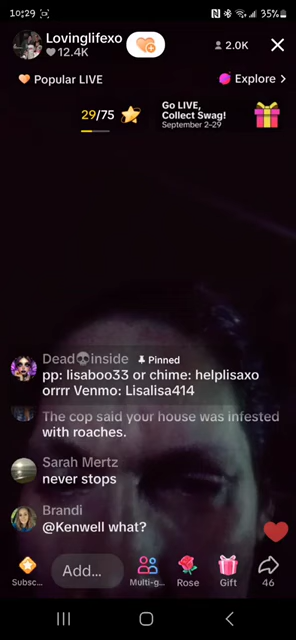 10:29
35%
Lovinglifexo
12.4K
2.0K
Popular LIVE
Explore >
29/75
Go LIVE,
Collect Swag!
September 2-29
Dead💀inside Pinned
pp: lisaboo33 or chime: helplisaxo
orrrr Venmo: Lisalisa414
The cop said your house was infested
with roaches.
Sarah Mertz
never stops
Brandi
@Kenwell what?
Subsc...
Add...
Multi-g...
Rose
Gift
46